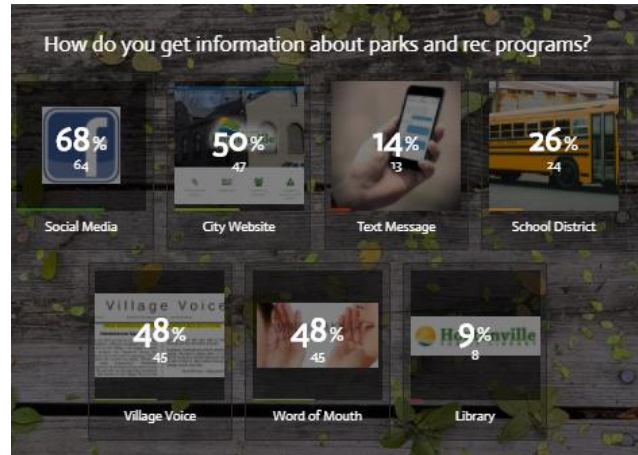 How do you get information about parks and rec programs?
68%
64
Social Media
50%
47
City Website
14%
13
Text Message
26%
24
School District
Village Voice
48%
45
Village Voice
48%
45
Word of Mouth
9%
8
Library